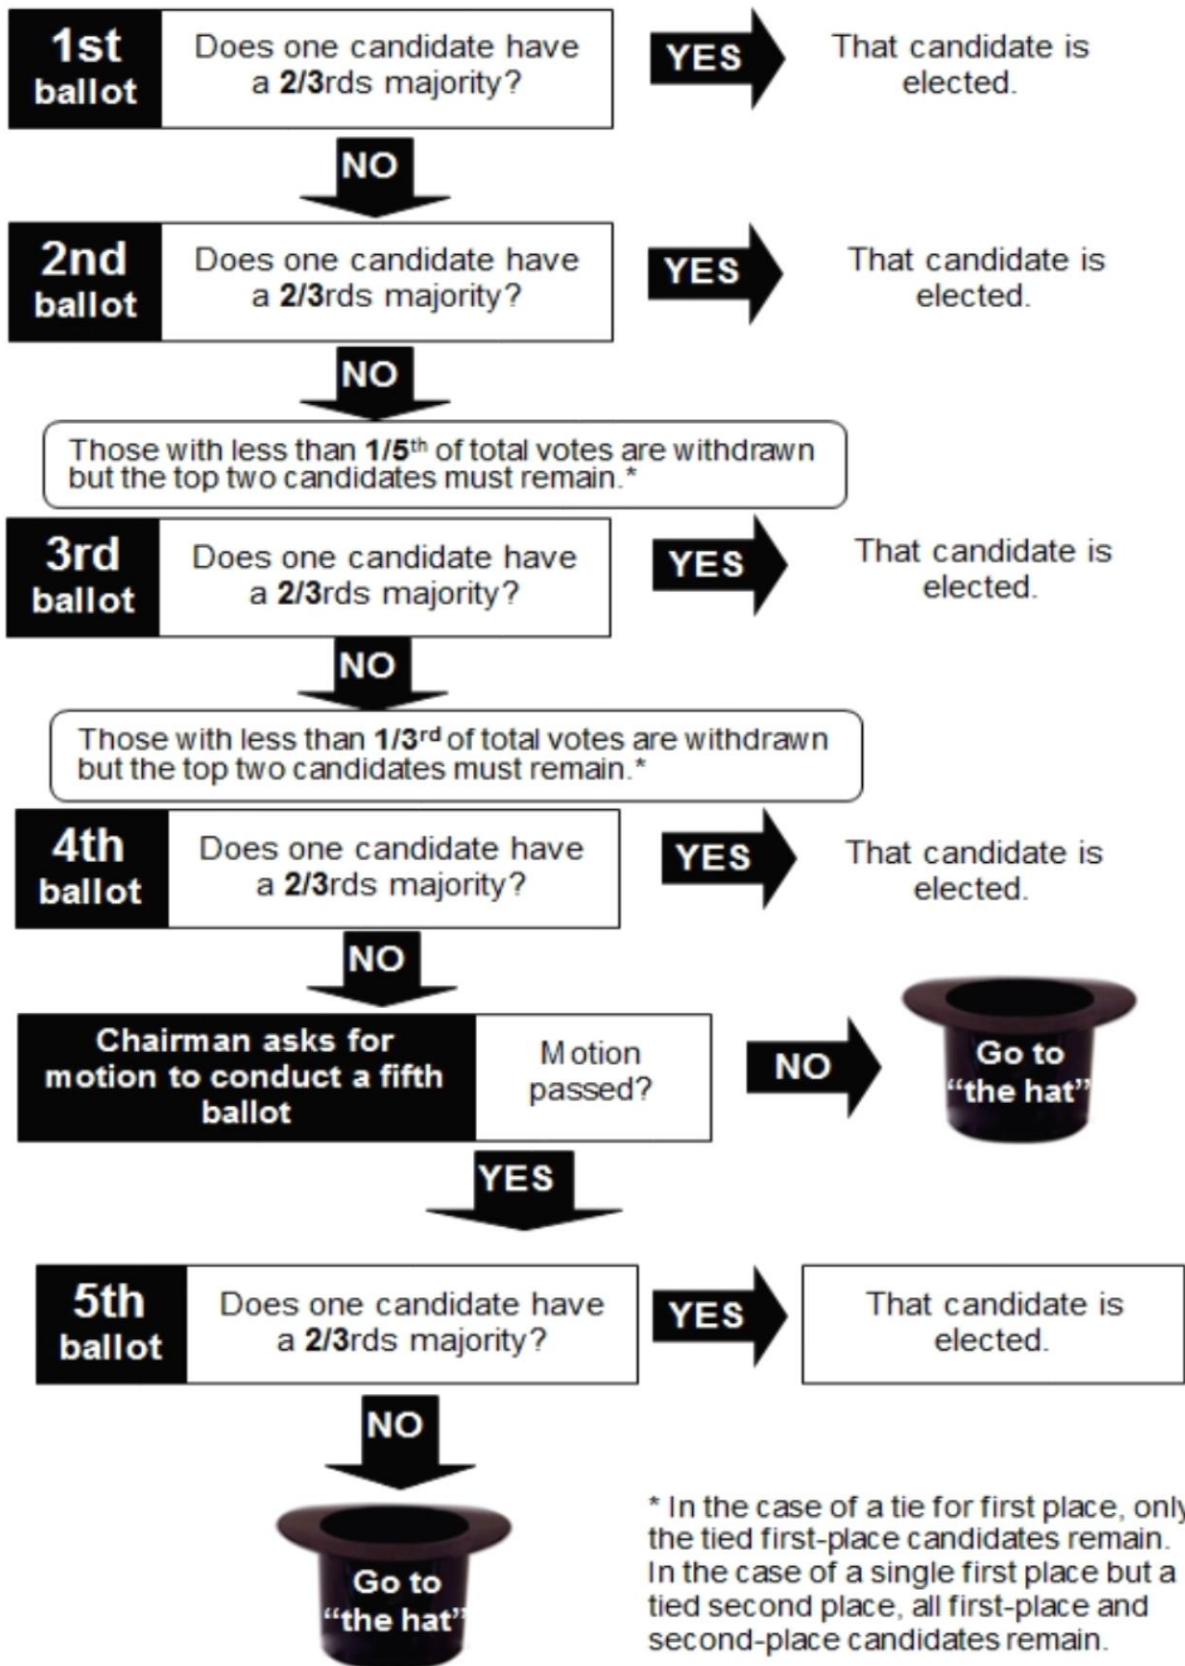 1st
ballot
Does one candidate have
a 2/3rds majority?
YES
That candidate is
elected.
NO
2nd
ballot
Does one candidate have
a 2/3rds majority?
YES
That candidate is
elected.
NO
Those with less than 1/5th of total votes are withdrawn
but the top two candidates must remain.*
3rd
ballot
Does one candidate have
a 2/3rds majority?
YES
That candidate is
elected.
NO
Those with less than 1/3rd of total votes are withdrawn
but the top two candidates must remain.*
4th
ballot
Does one candidate have
a 2/3rds majority?
YES
That candidate is
elected.
NO
Chairman asks for
motion to conduct a fifth
ballot
Motion
passed?
NO
Go to
“the hat”
YES
5th
ballot
Does one candidate have
a 2/3rds majority?
YES
That candidate is
elected.
NO
Go to
“the hat”
* In the case of a tie for first place, only
the tied first-place candidates remain.
In the case of a single first place but a
tied second place, all first-place and
second-place candidates remain.